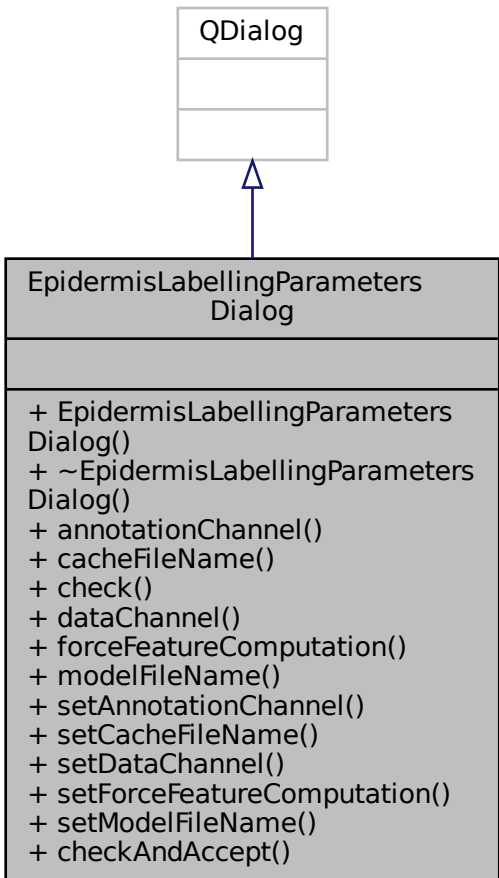 QDialog
EpidermisLabellingParameters
Dialog
+ EpidermisLabellingParameters
Dialog()
+ ~EpidermisLabellingParameters
Dialog()
+ annotationChannel()
+ cacheFileName()
+ check()
+ dataChannel()
+ forceFeatureComputation()
+ modelFileName()
+ setAnnotationChannel()
+ setCacheFileName()
+ setDataChannel()
+ setForceFeatureComputation()
+ setModelFileName()
+ checkAndAccept()